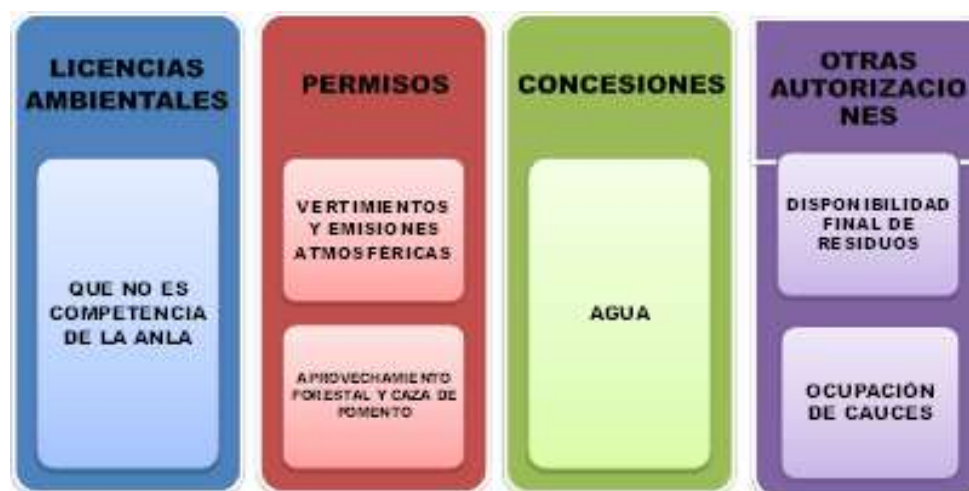 LICENCIAS
AMBIENTALES
QUE NO ES
COMPETENCIA
DE LA ANLA
PERMISOS
VERTIMIENTOS
Y EMISIONES
ATMOSFÉRICAS
APROVECHAMIENTO
FORESTAL Y CAZA DE
FOMENTO
CONCESIONES
AGUA
OTRAS
AUTORIZACIO
NES
DISPONIBILIDAD
FINAL DE
RESIDUOS
OCUPACIÓN
DE CAUCES